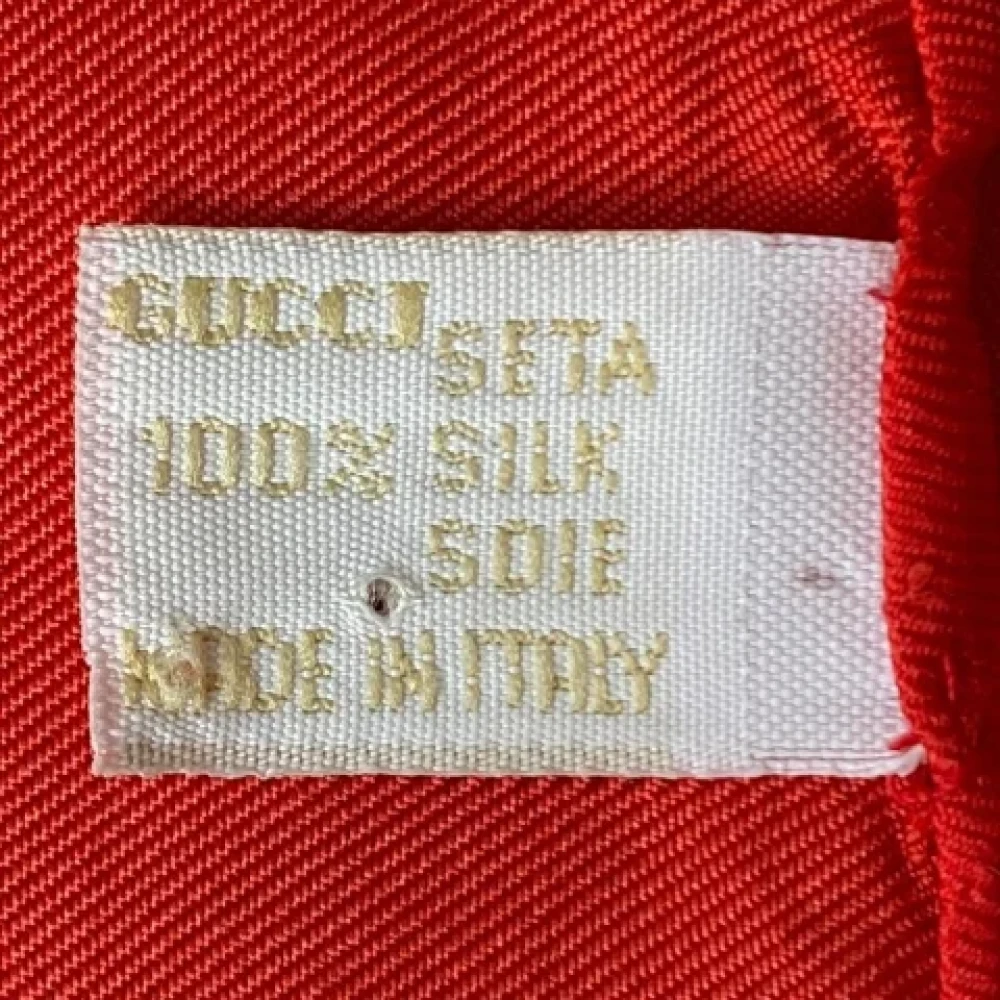 GUCCI
SETA
100% SILK
SOIE
MADE IN ITALY